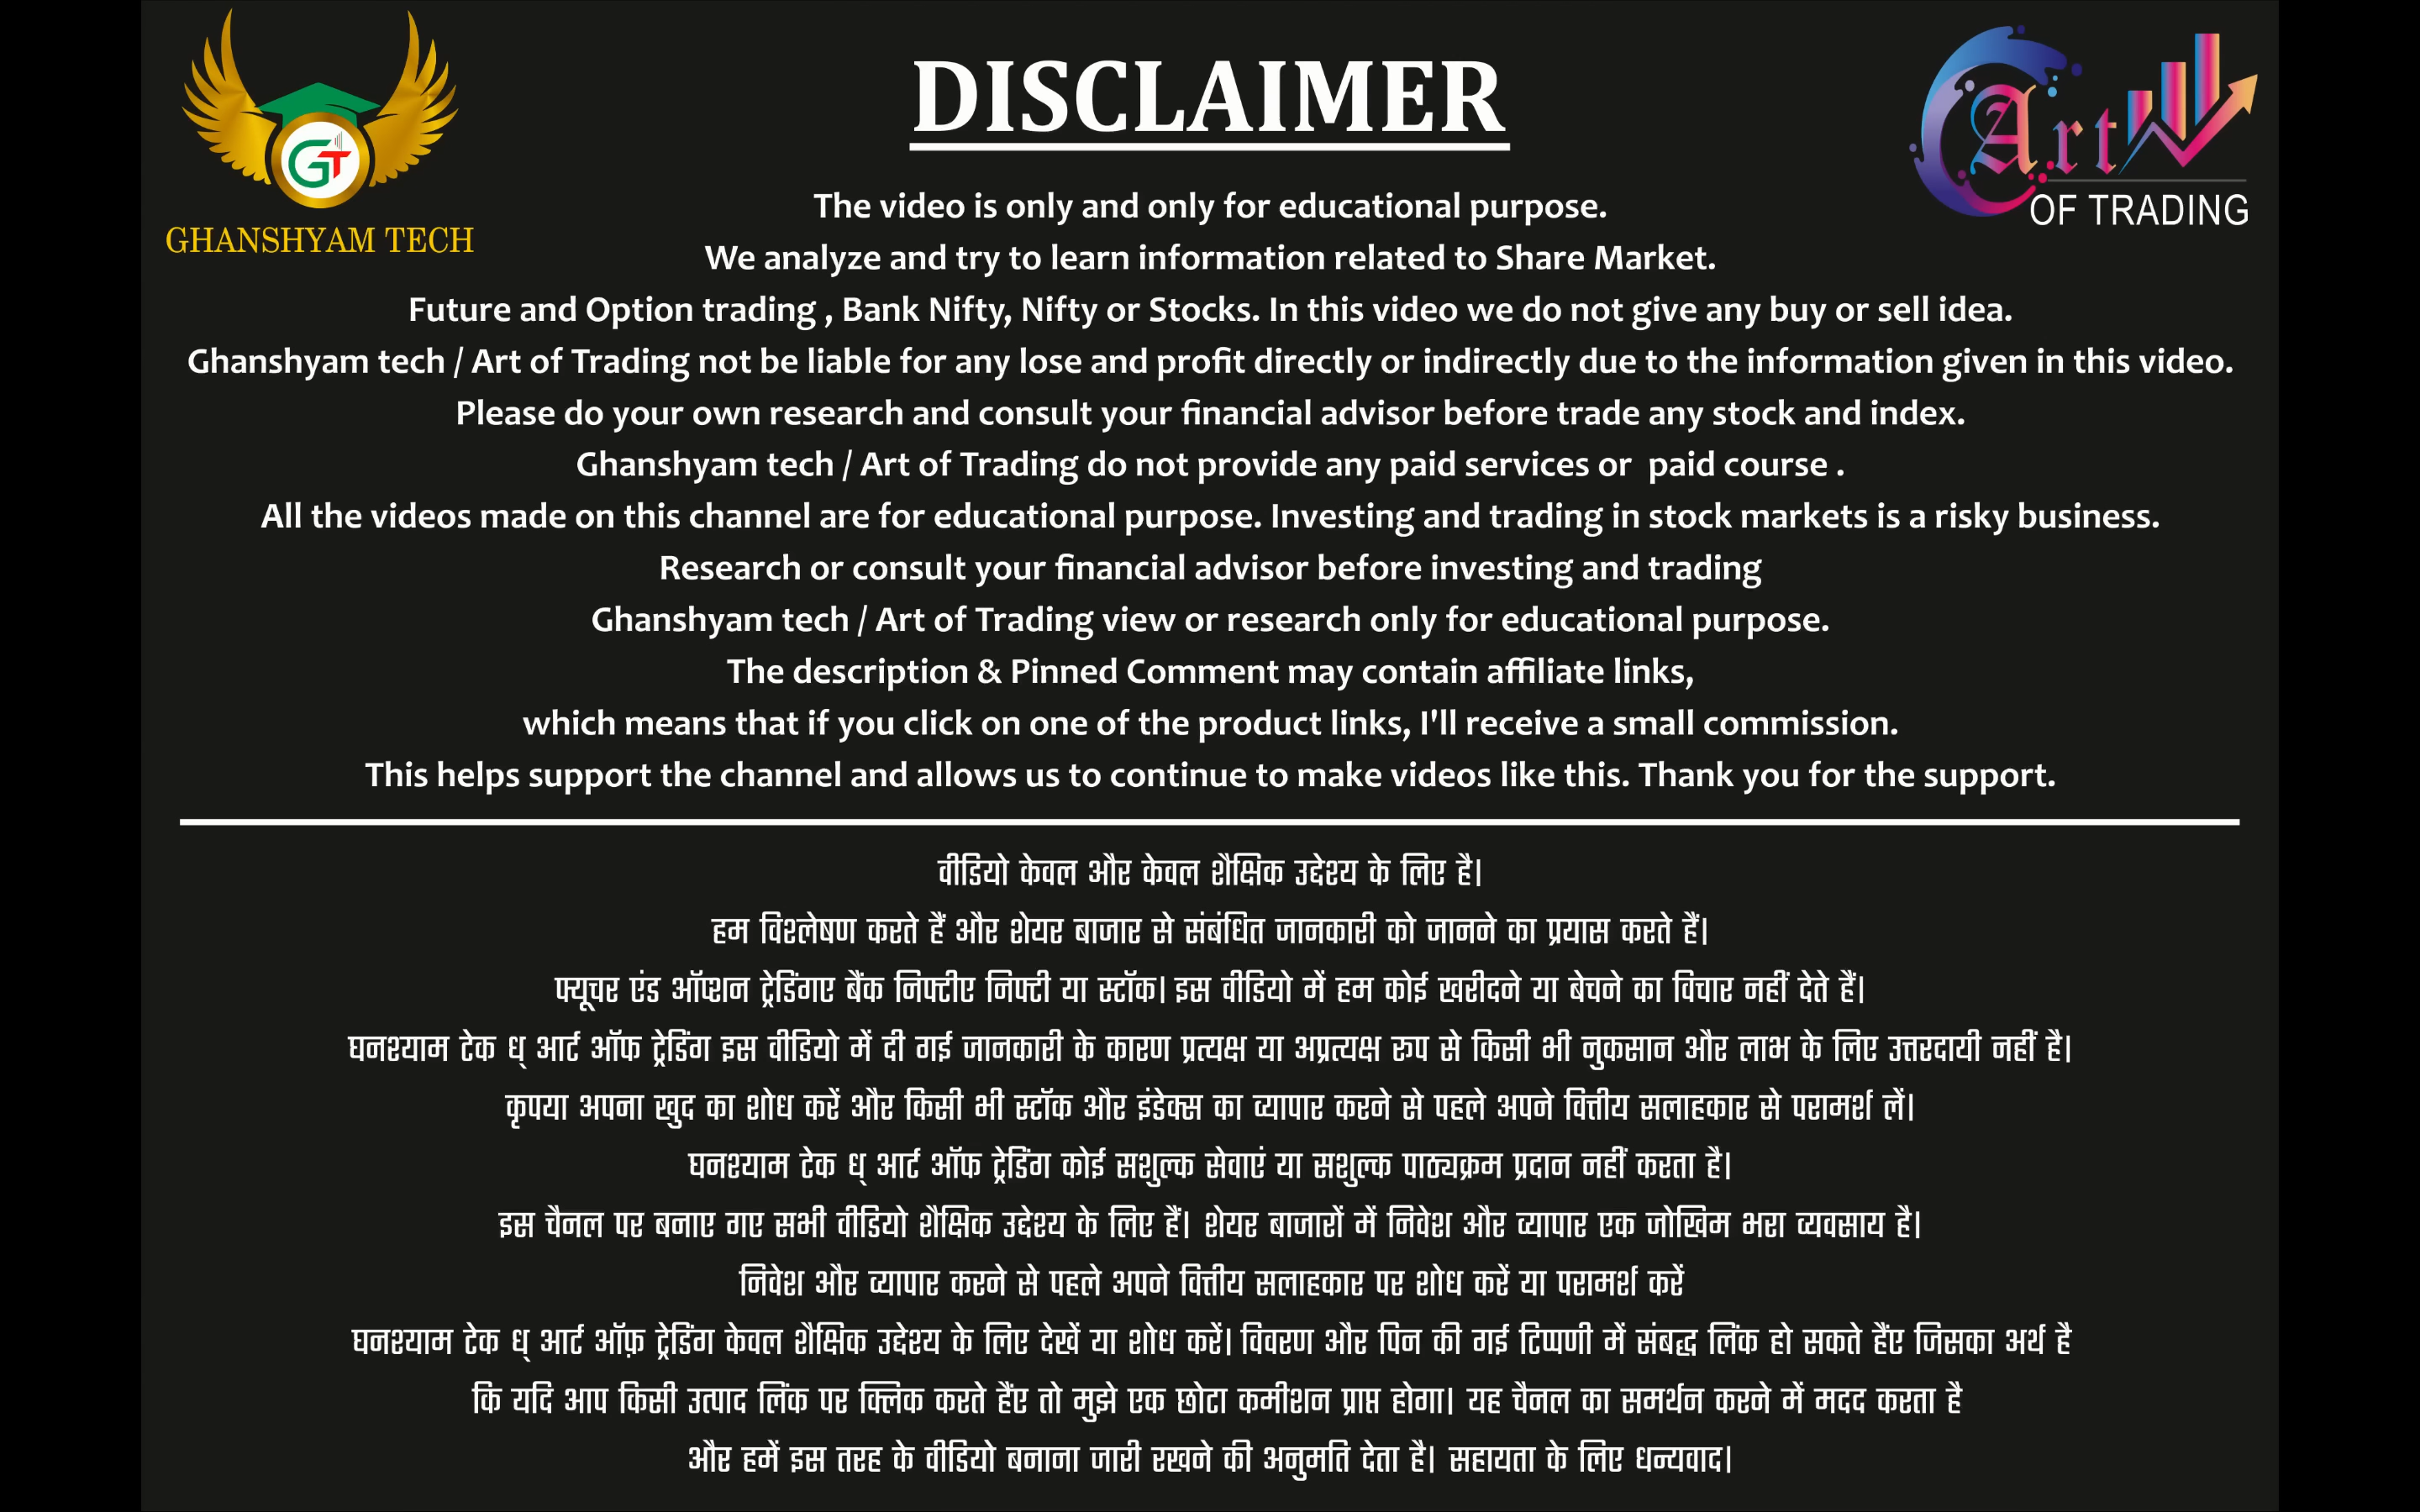 DISCLAIMER
GT
GHANSHYAM TECH
Art
OF TRADING
The video is only and only for educational purpose.
We analyze and try to learn information related to Share Market.
Future and Option trading , Bank Nifty, Nifty or Stocks. In this video we do not give any buy or sell idea.
Ghanshyam tech / Art of Trading not be liable for any lose and profit directly or indirectly due to the information given in this video.
Please do your own research and consult your financial advisor before trade any stock and index.
Ghanshyam tech / Art of Trading do not provide any paid services or  paid course .
All the videos made on this channel are for educational purpose. Investing and trading in stock markets is a risky business.
Research or consult your financial advisor before investing and trading
Ghanshyam tech / Art of Trading view or research only for educational purpose.
The description & Pinned Comment may contain affiliate links,
which means that if you click on one of the product links, I'll receive a small commission.
This helps support the channel and allows us to continue to make videos like this. Thank you for the support.
वीडियो केवल और केवल शैक्षिक उद्देश्य के लिए है।
हम विश्लेषण करते हैं और शेयर बाजार से संबंधित जानकारी को जानने का प्रयास करते हैं।
फ्यूचर एंड ऑप्शन ट्रेडिंगए बैंक निफ्टीए निफ्टी या स्टॉक। इस वीडियो में हम कोई खरीदने या बेचने का विचार नहीं देते हैं।
घनश्याम टेक ध् आर्ट ऑफ ट्रेडिंग इस वीडियो में दी गई जानकारी के कारण प्रत्यक्ष या अप्रत्यक्ष रूप से किसी भी नुकसान और लाभ के लिए उत्तरदायी नहीं है।
कृपया अपना खुद का शोध करें और किसी भी स्टॉक और इंडेक्स का व्यापार करने से पहले अपने वित्तीय सलाहकार से परामर्श लें।
घनश्याम टेक ध् आर्ट ऑफ ट्रेडिंग कोई सशुल्क सेवाएं या सशुल्क पाठ्यक्रम प्रदान नहीं करता है।
इस चैनल पर बनाए गए सभी वीडियो शैक्षिक उद्देश्य के लिए हैं। शेयर बाजारों में निवेश और व्यापार एक जोखिम भरा व्यवसाय है।
निवेश और व्यापार करने से पहले अपने वित्तीय सलाहकार पर शोध करें या परामर्श करें
घनश्याम टेक ध् आर्ट ऑफ़ ट्रेडिंग केवल शैक्षिक उद्देश्य के लिए देखें या शोध करें। विवरण और पिन की गई टिप्पणी में संबद्ध लिंक हो सकते हैंए जिसका अर्थ है
कि यदि आप किसी उत्पाद लिंक पर क्लिक करते हैंए तो मुझे एक छोटा कमीशन प्राप्त होगा। यह चैनल का समर्थन करने में मदद करता है
और हमें इस तरह के वीडियो बनाना जारी रखने की अनुमति देता है। सहायता के लिए धन्यवाद।